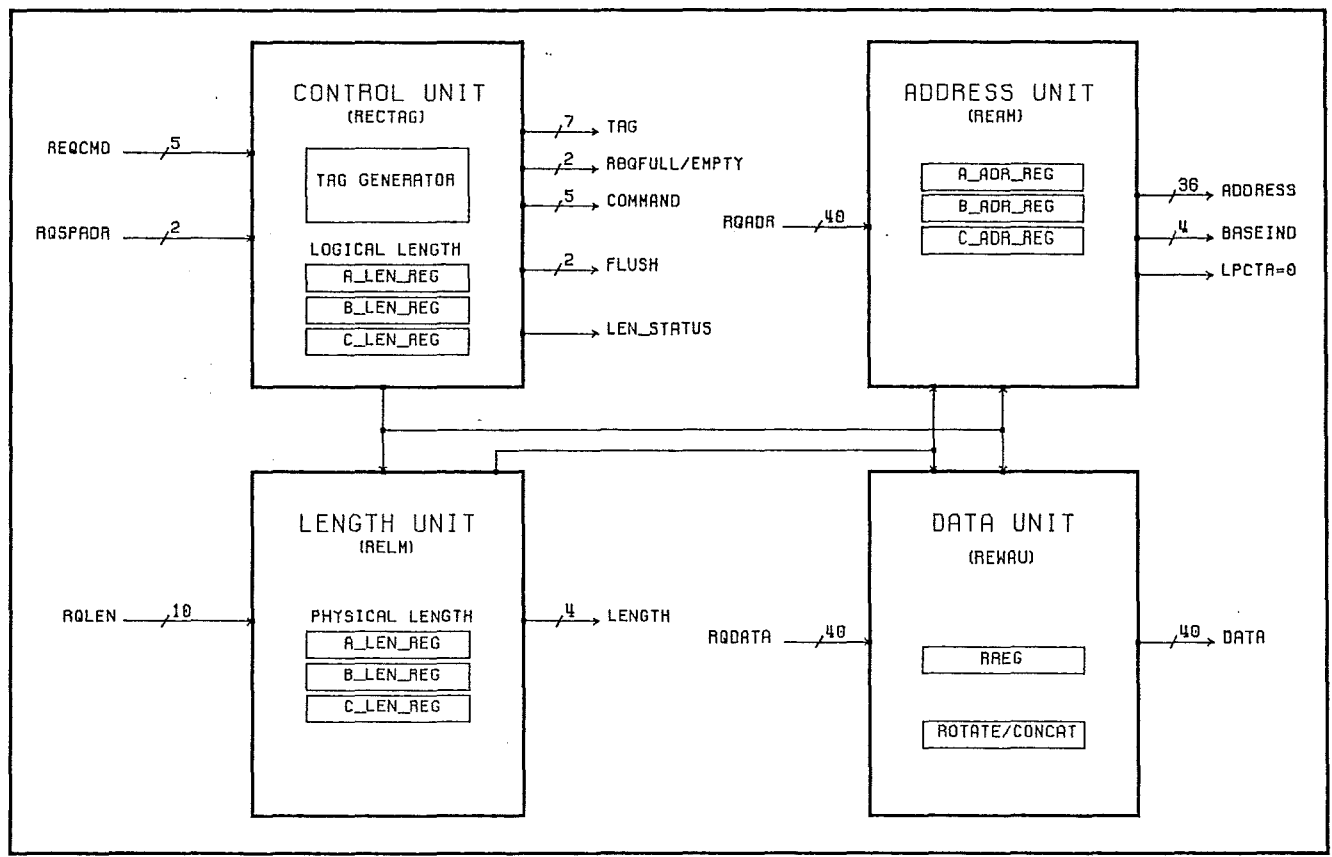 CONTROL UNIT
(RECTAG)
REQCMD
5
RQSPADR
2
TAG GENERATOR
LOGICAL LENGTH
A_LEN_REG
B_LEN_REG
C_LEN_REG
7
TAG
2
RBQFULL/EMPTY
5
COMMAND
2
FLUSH
LEN_STATUS
ADDRESS UNIT
(REAM)
RQADR
40
A_ADR_REG
B_ADR_REG
C_ADR_REG
36
ADDRESS
4
BASEIND
LPCTA=0
LENGTH UNIT
(RELM)
RQLEN
10
PHYSICAL LENGTH
A_LEN_REG
B_LEN_REG
C_LEN_REG
4
LENGTH
DATA UNIT
(REWAU)
RQDATA
40
RREG
ROTATE/CONCAT
40
DATA